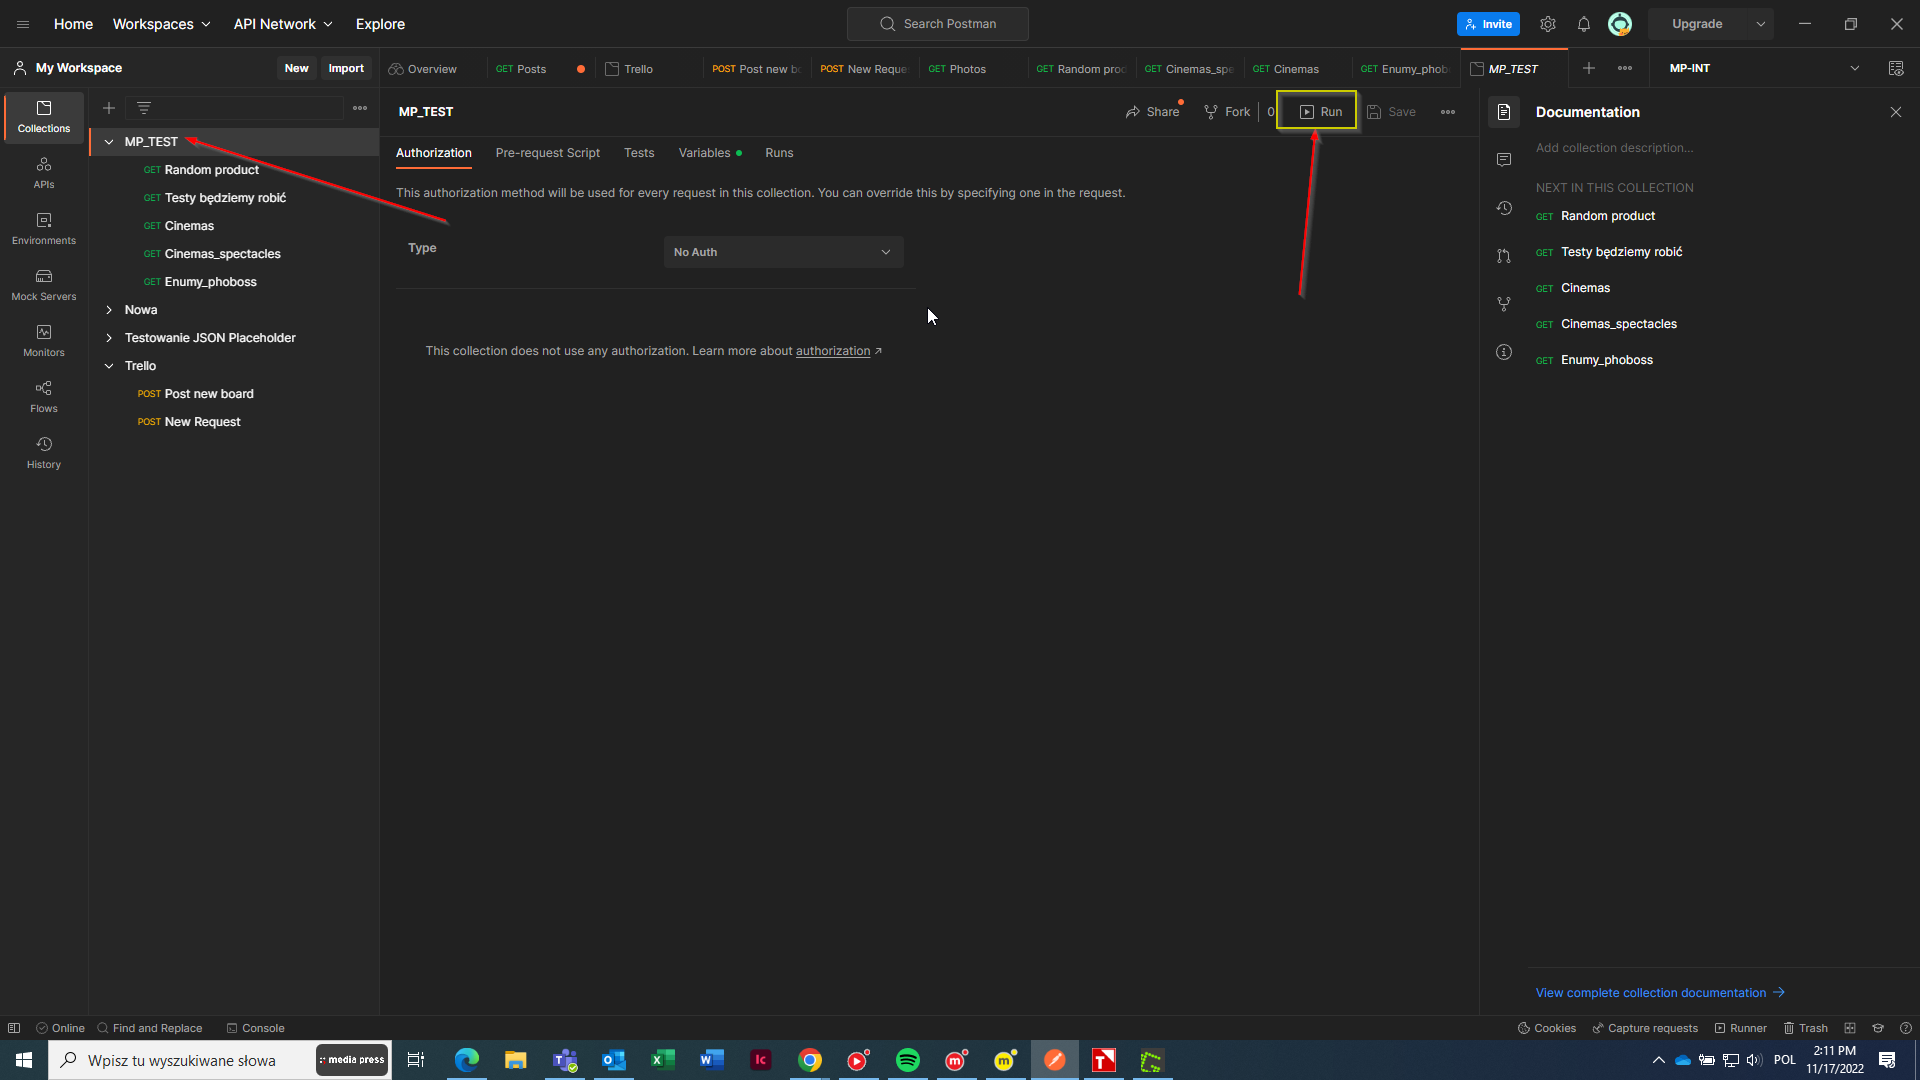 Home Workspaces API Network Explore Search Postman Invite Upgrade
My Workspace New Import Overview GET Posts Trello POST New b POST New Reque GET Photos GET Random prod GET Cinemas_spe GET Cinemas GET Enumy_phob MP_TEST MP-INT
Collections
APIs
Environments
Mock Servers
Monitors
Flows
History
MP_TEST
GET Random product
GET Testy będziemy robić
GET Cinemas
GET Cinemas_spectacles
GET Enumy_phoboss
Nowa
Testowanie JSON Placeholder
Trello
POST Post new board
POST New Request
MP_TEST Share Fork 0 Run Save
Authorization Pre-request Script Tests Variables Runs
This authorization method will be used for every request in this collection. You can override this by specifying one in the request.
Type No Auth
This collection does not use any authorization. Learn more about authorization
Documentation
Add collection description...
NEXT IN THIS COLLECTION
GET Random product
GET Testy będziemy robić
GET Cinemas
GET Cinemas_spectacles
GET Enumy_phoboss
View complete collection documentation
Online Find and Replace Console Cookies Capture requests Runner Trash
Wpisz tu wyszukiwane słowa media press POL 2:11 PM
11/17/2022